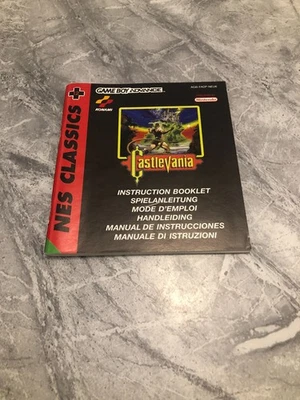 NES CLASSICS
GAME BOY ADVANCE
KONAMI
Castlevania
INSTRUCTION BOOKLET
SPIELANLEITUNG
MODE D'EMPLOI
HANDLEIDING
MANUAL DE INSTRUCCIONES
MANUALE DI ISTRUZIONI